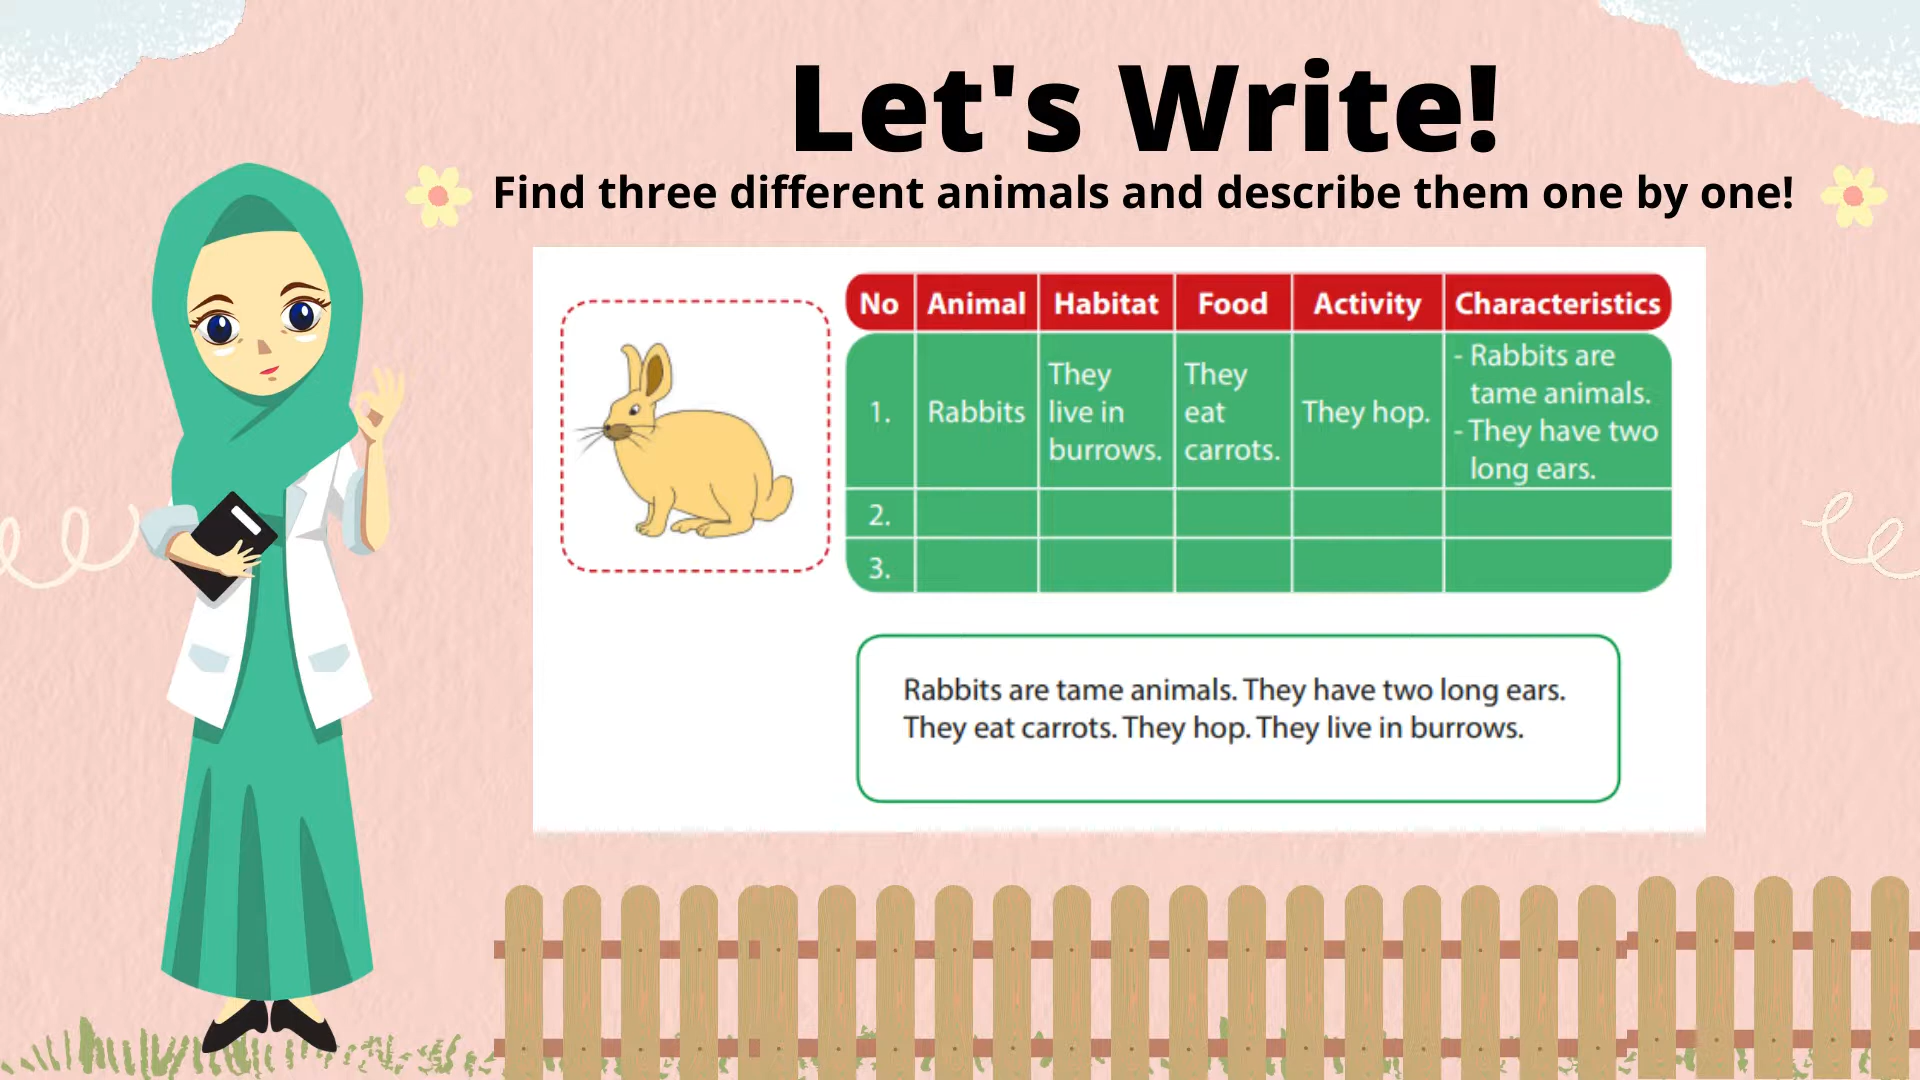 Let's Write!
Find three different animals and describe them one by one!
No Animal Habitat Food Activity Characteristics
1. Rabbits They live in burrows. They eat carrots. They hop. - Rabbits are tame animals. - They have two long ears.
2.
3.
Rabbits are tame animals. They have two long ears.
They eat carrots. They hop. They live in burrows.